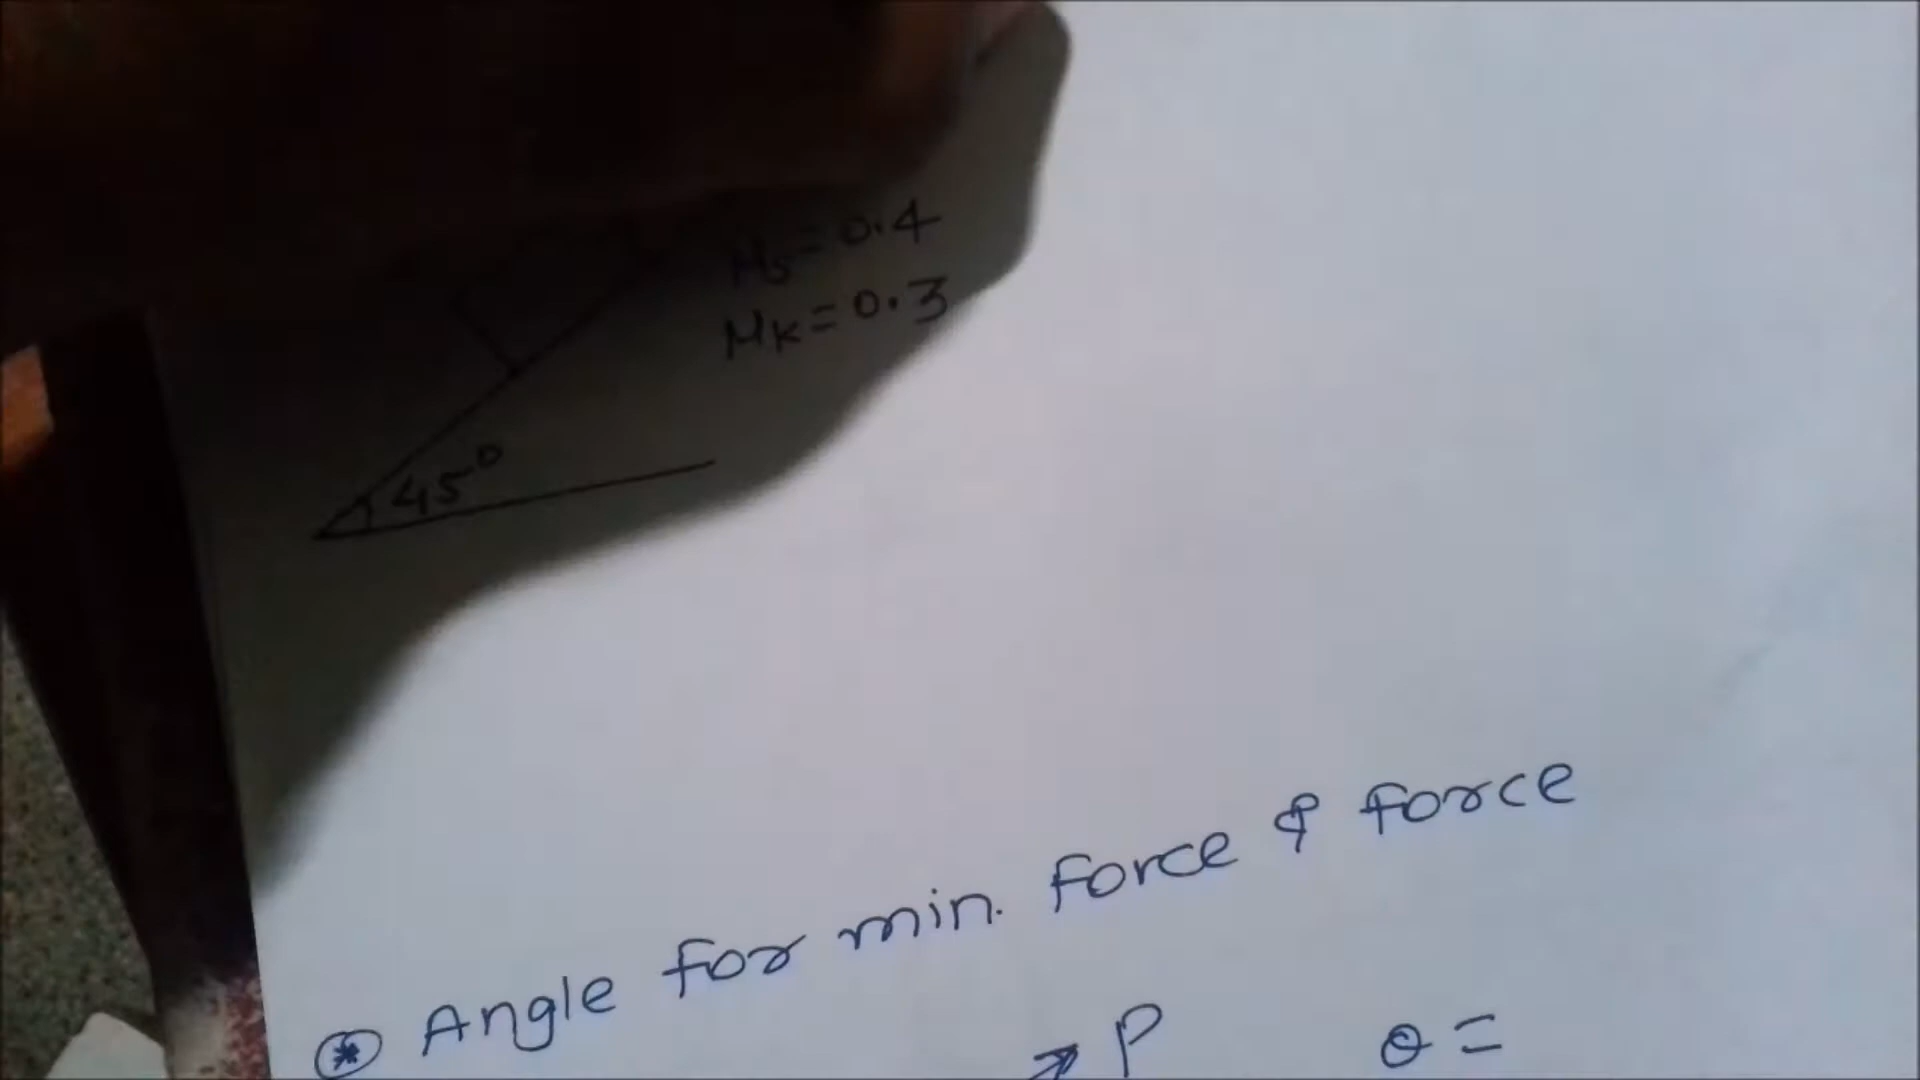 μs = 0.4
μk = 0.3
45°
⊛ Angle for min. force & force
P
θ =